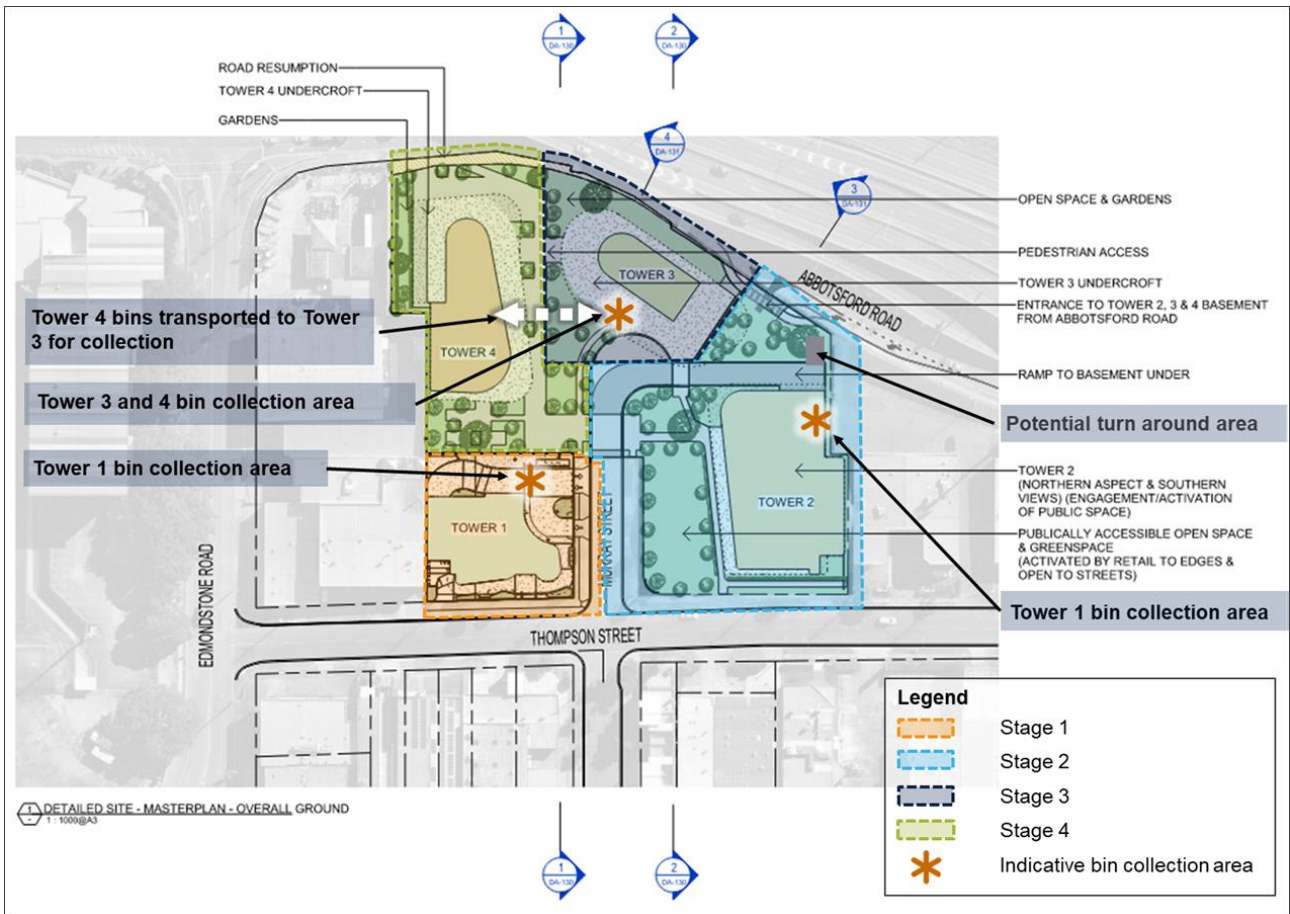 1
DA-130
2
DA-130
ROAD RESUMPTION
TOWER 4 UNDERCROFT
GARDENS
4
DA-131
3
DA-131
OPEN SPACE & GARDENS
PEDESTRIAN ACCESS
TOWER 3 UNDERCROFT
ENTRANCE TO TOWER 2, 3 & 4 BASEMENT
FROM ABBOTSFORD ROAD
RAMP TO BASEMENT UNDER
Potential turn around area
TOWER 2
(NORTHERN ASPECT & SOUTHERN
VIEWS) (ENGAGEMENT/ACTIVATION
OF PUBLIC SPACE)
PUBLICALLY ACCESSIBLE OPEN SPACE
& GREENSPACE
(ACTIVATED BY RETAIL TO EDGES &
OPEN TO STREETS)
Tower 1 bin collection area
Tower 4 bins transported to Tower
3 for collection
Tower 3 and 4 bin collection area
Tower 1 bin collection area
TOWER 3
TOWER 4
TOWER 1
TOWER 2
ABBOTSFORD ROAD
MURRAY STREET
EDMONDSTONE ROAD
THOMPSON STREET
Legend
Stage 1
Stage 2
Stage 3
Stage 4
Indicative bin collection area
1
-
DETAILED SITE - MASTERPLAN - OVERALL GROUND
1 : 1000@A3
1
DA-130
2
DA-130